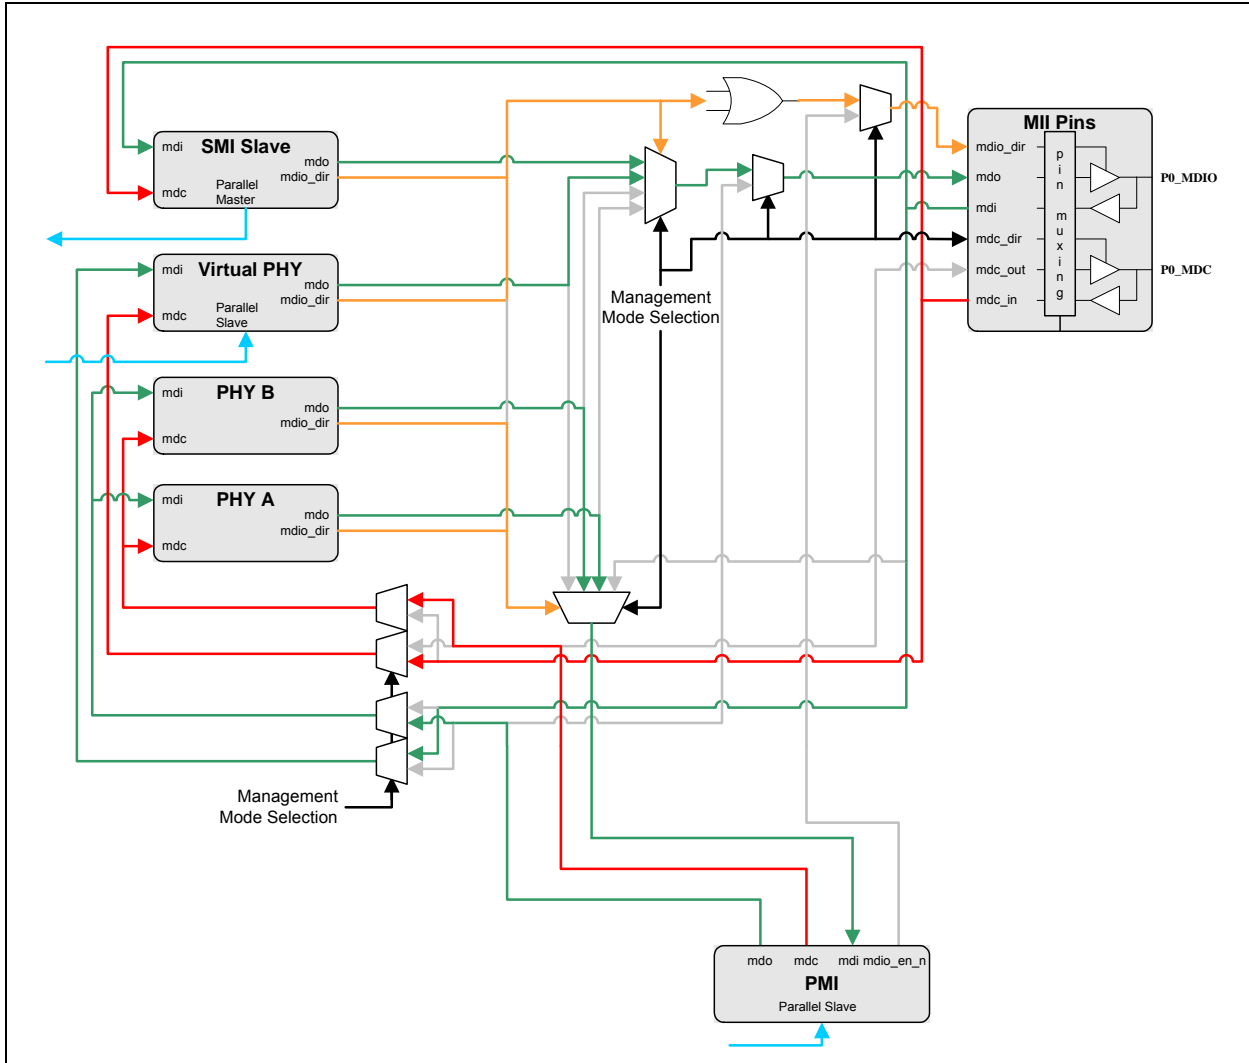 SMI Slave
mdi
mdo
mdio_dir
mdc
Parallel
Master
Virtual PHY
mdi
mdo
mdio_dir
mdc
Parallel
Slave
PHY B
mdi
mdo
mdio_dir
mdc
PHY A
mdi
mdo
mdio_dir
mdc
Management
Mode Selection
MII Pins
mdio_dir
mdo
mdi
mdc_dir
mdc_out
mdc_in
pin muxing
P0_MDIO
P0_MDC
Management
Mode Selection
mdo
mdc
mdi
mdio_en_n
PMI
Parallel Slave